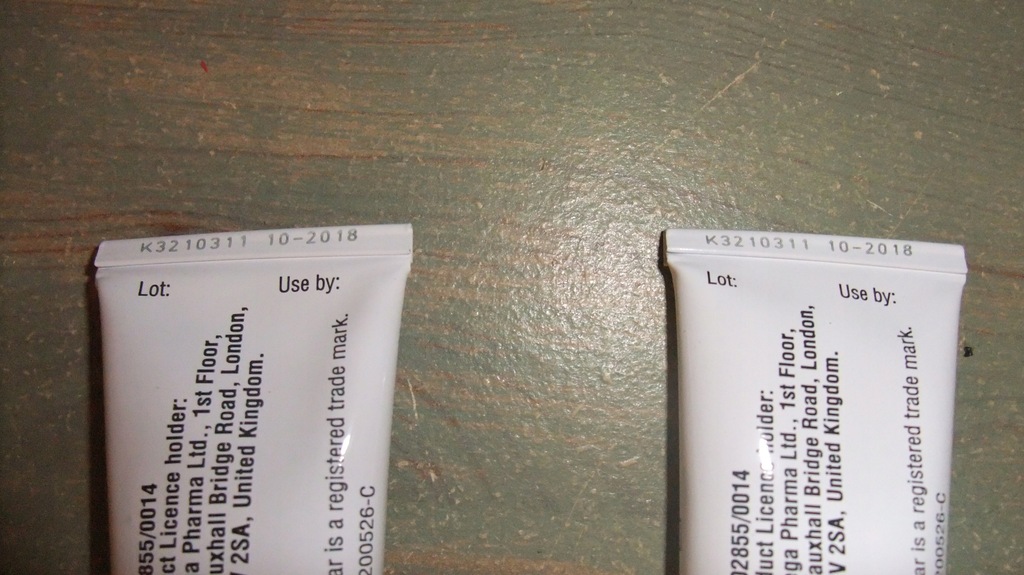 K3210311 10-2018
Lot: Use by:
855/0014
ct Licence holder:
a Pharma Ltd., 1st Floor,
auxhall Bridge Road, London,
V 2SA, United Kingdom.
ar is a registered trade mark.
200526-C
K3210311 10-2018
Lot: Use by:
02855/0014
duct Licence holder:
ga Pharma Ltd., 1st Floor,
auxhall Bridge Road, London,
V 2SA, United Kingdom.
ar is a registered trade mark.
200526-C